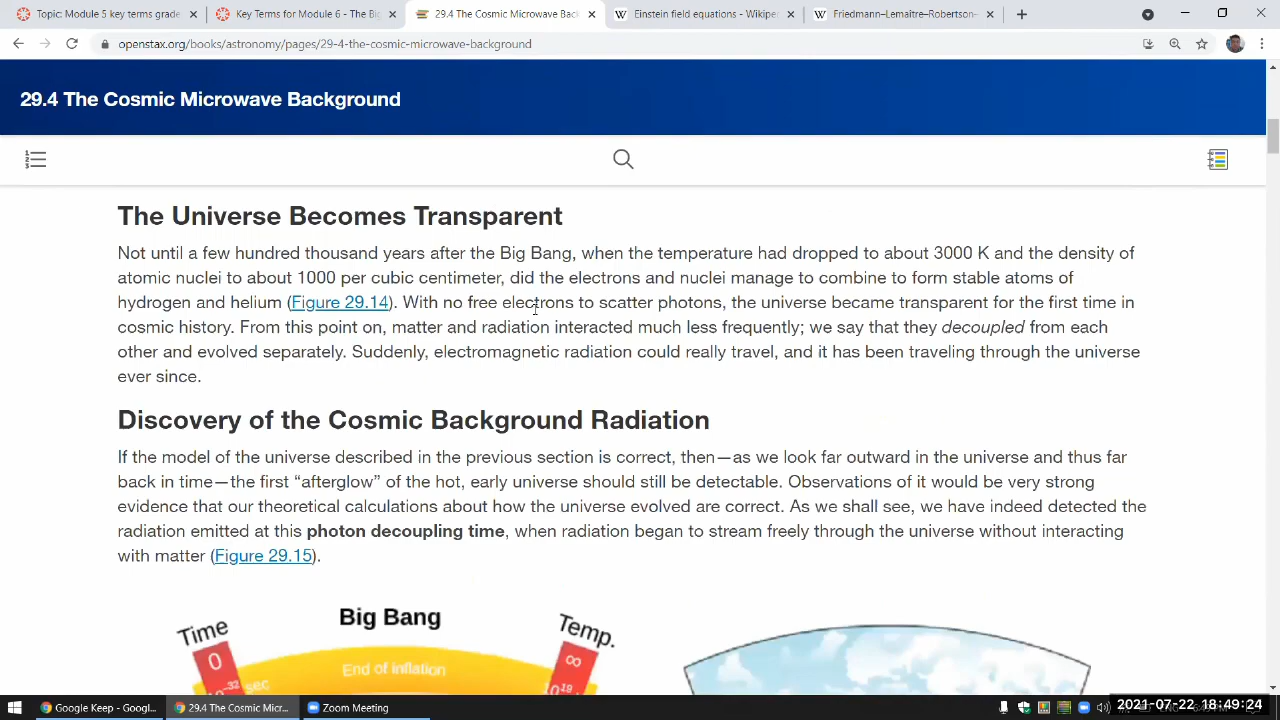 Topic: Module 5 key terms grade
Key Terms for Module 6 - The Bi
29.4 The Cosmic Microwave Back
Einstein field equations - Wikipe
Friedmann–Lemaître–Robertson-
openstax.org/books/astronomy/pages/29-4-the-cosmic-microwave-background
29.4 The Cosmic Microwave Background
The Universe Becomes Transparent
Not until a few hundred thousand years after the Big Bang, when the temperature had dropped to about 3000 K and the density of
atomic nuclei to about 1000 per cubic centimeter, did the electrons and nuclei manage to combine to form stable atoms of
hydrogen and helium (Figure 29.14). With no free electrons to scatter photons, the universe became transparent for the first time in
cosmic history. From this point on, matter and radiation interacted much less frequently; we say that they decoupled from each
other and evolved separately. Suddenly, electromagnetic radiation could really travel, and it has been traveling through the universe
ever since.
Discovery of the Cosmic Background Radiation
If the model of the universe described in the previous section is correct, then—as we look far outward in the universe and thus far
back in time—the first “afterglow” of the hot, early universe should still be detectable. Observations of it would be very strong
evidence that our theoretical calculations about how the universe evolved are correct. As we shall see, we have indeed detected the
radiation emitted at this photon decoupling time, when radiation began to stream freely through the universe without interacting
with matter (Figure 29.15).
Big Bang
Time
Temp.
0
End of inflation
∞
-32 sec
10
Google Keep - Googl...
29.4 The Cosmic Micr...
Zoom Meeting
2021-07-22 18:49:24